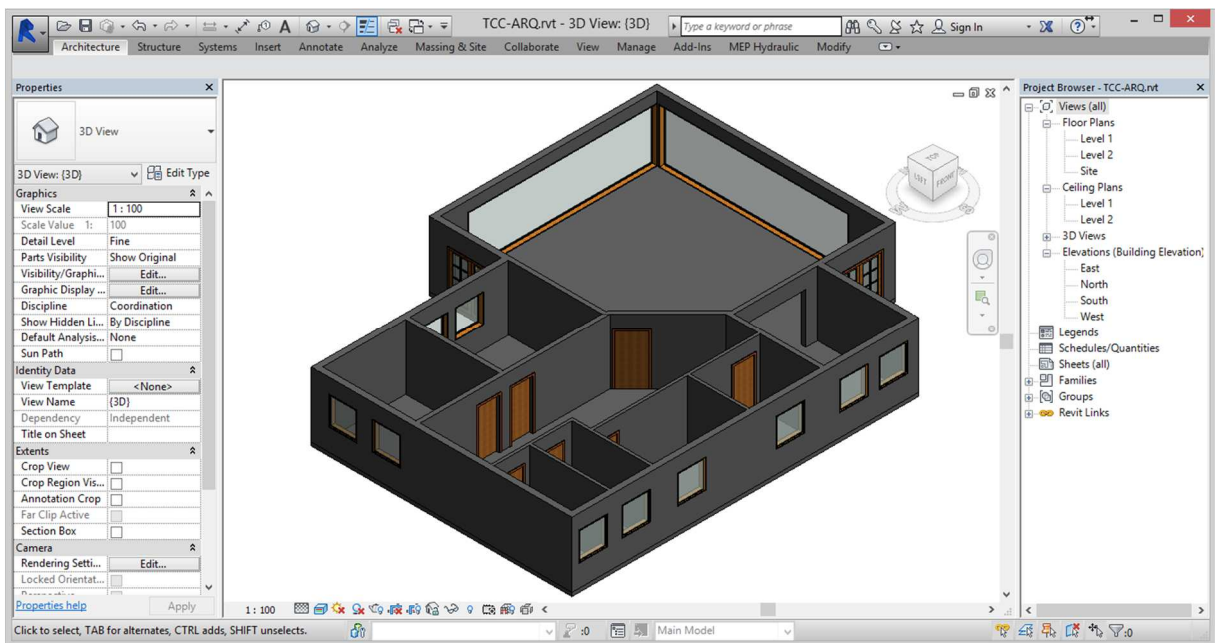 TCC-ARQ.rvt - 3D View: {3D}
Type a keyword or phrase
Sign In
Architecture Structure Systems Insert Annotate Analyze Massing & Site Collaborate View Manage Add-Ins MEP Hydraulic Modify
Properties
3D View
3D View: {3D}
Edit Type
Graphics
View Scale 1 : 100
Scale Value 1: 100
Detail Level Fine
Parts Visibility Show Original
Visibility/Graphi... Edit...
Graphic Display ... Edit...
Discipline Coordination
Show Hidden Li... By Discipline
Default Analysis... None
Sun Path
Identity Data
View Template <None>
View Name {3D}
Dependency Independent
Title on Sheet
Extents
Crop View
Crop Region Vis...
Annotation Crop
Far Clip Active
Section Box
Camera
Rendering Setti... Edit...
Locked Orientat...
Properties help Apply
TOP
LEFT FRONT
Project Browser - TCC-ARQ.rvt
Views (all)
Floor Plans
Level 1
Level 2
Site
Ceiling Plans
Level 1
Level 2
3D Views
Elevations (Building Elevation)
East
North
South
West
Legends
Schedules/Quantities
Sheets (all)
Families
Groups
Revit Links
1 : 100
Click to select, TAB for alternates, CTRL adds, SHIFT unselects.
:0
Main Model
:0